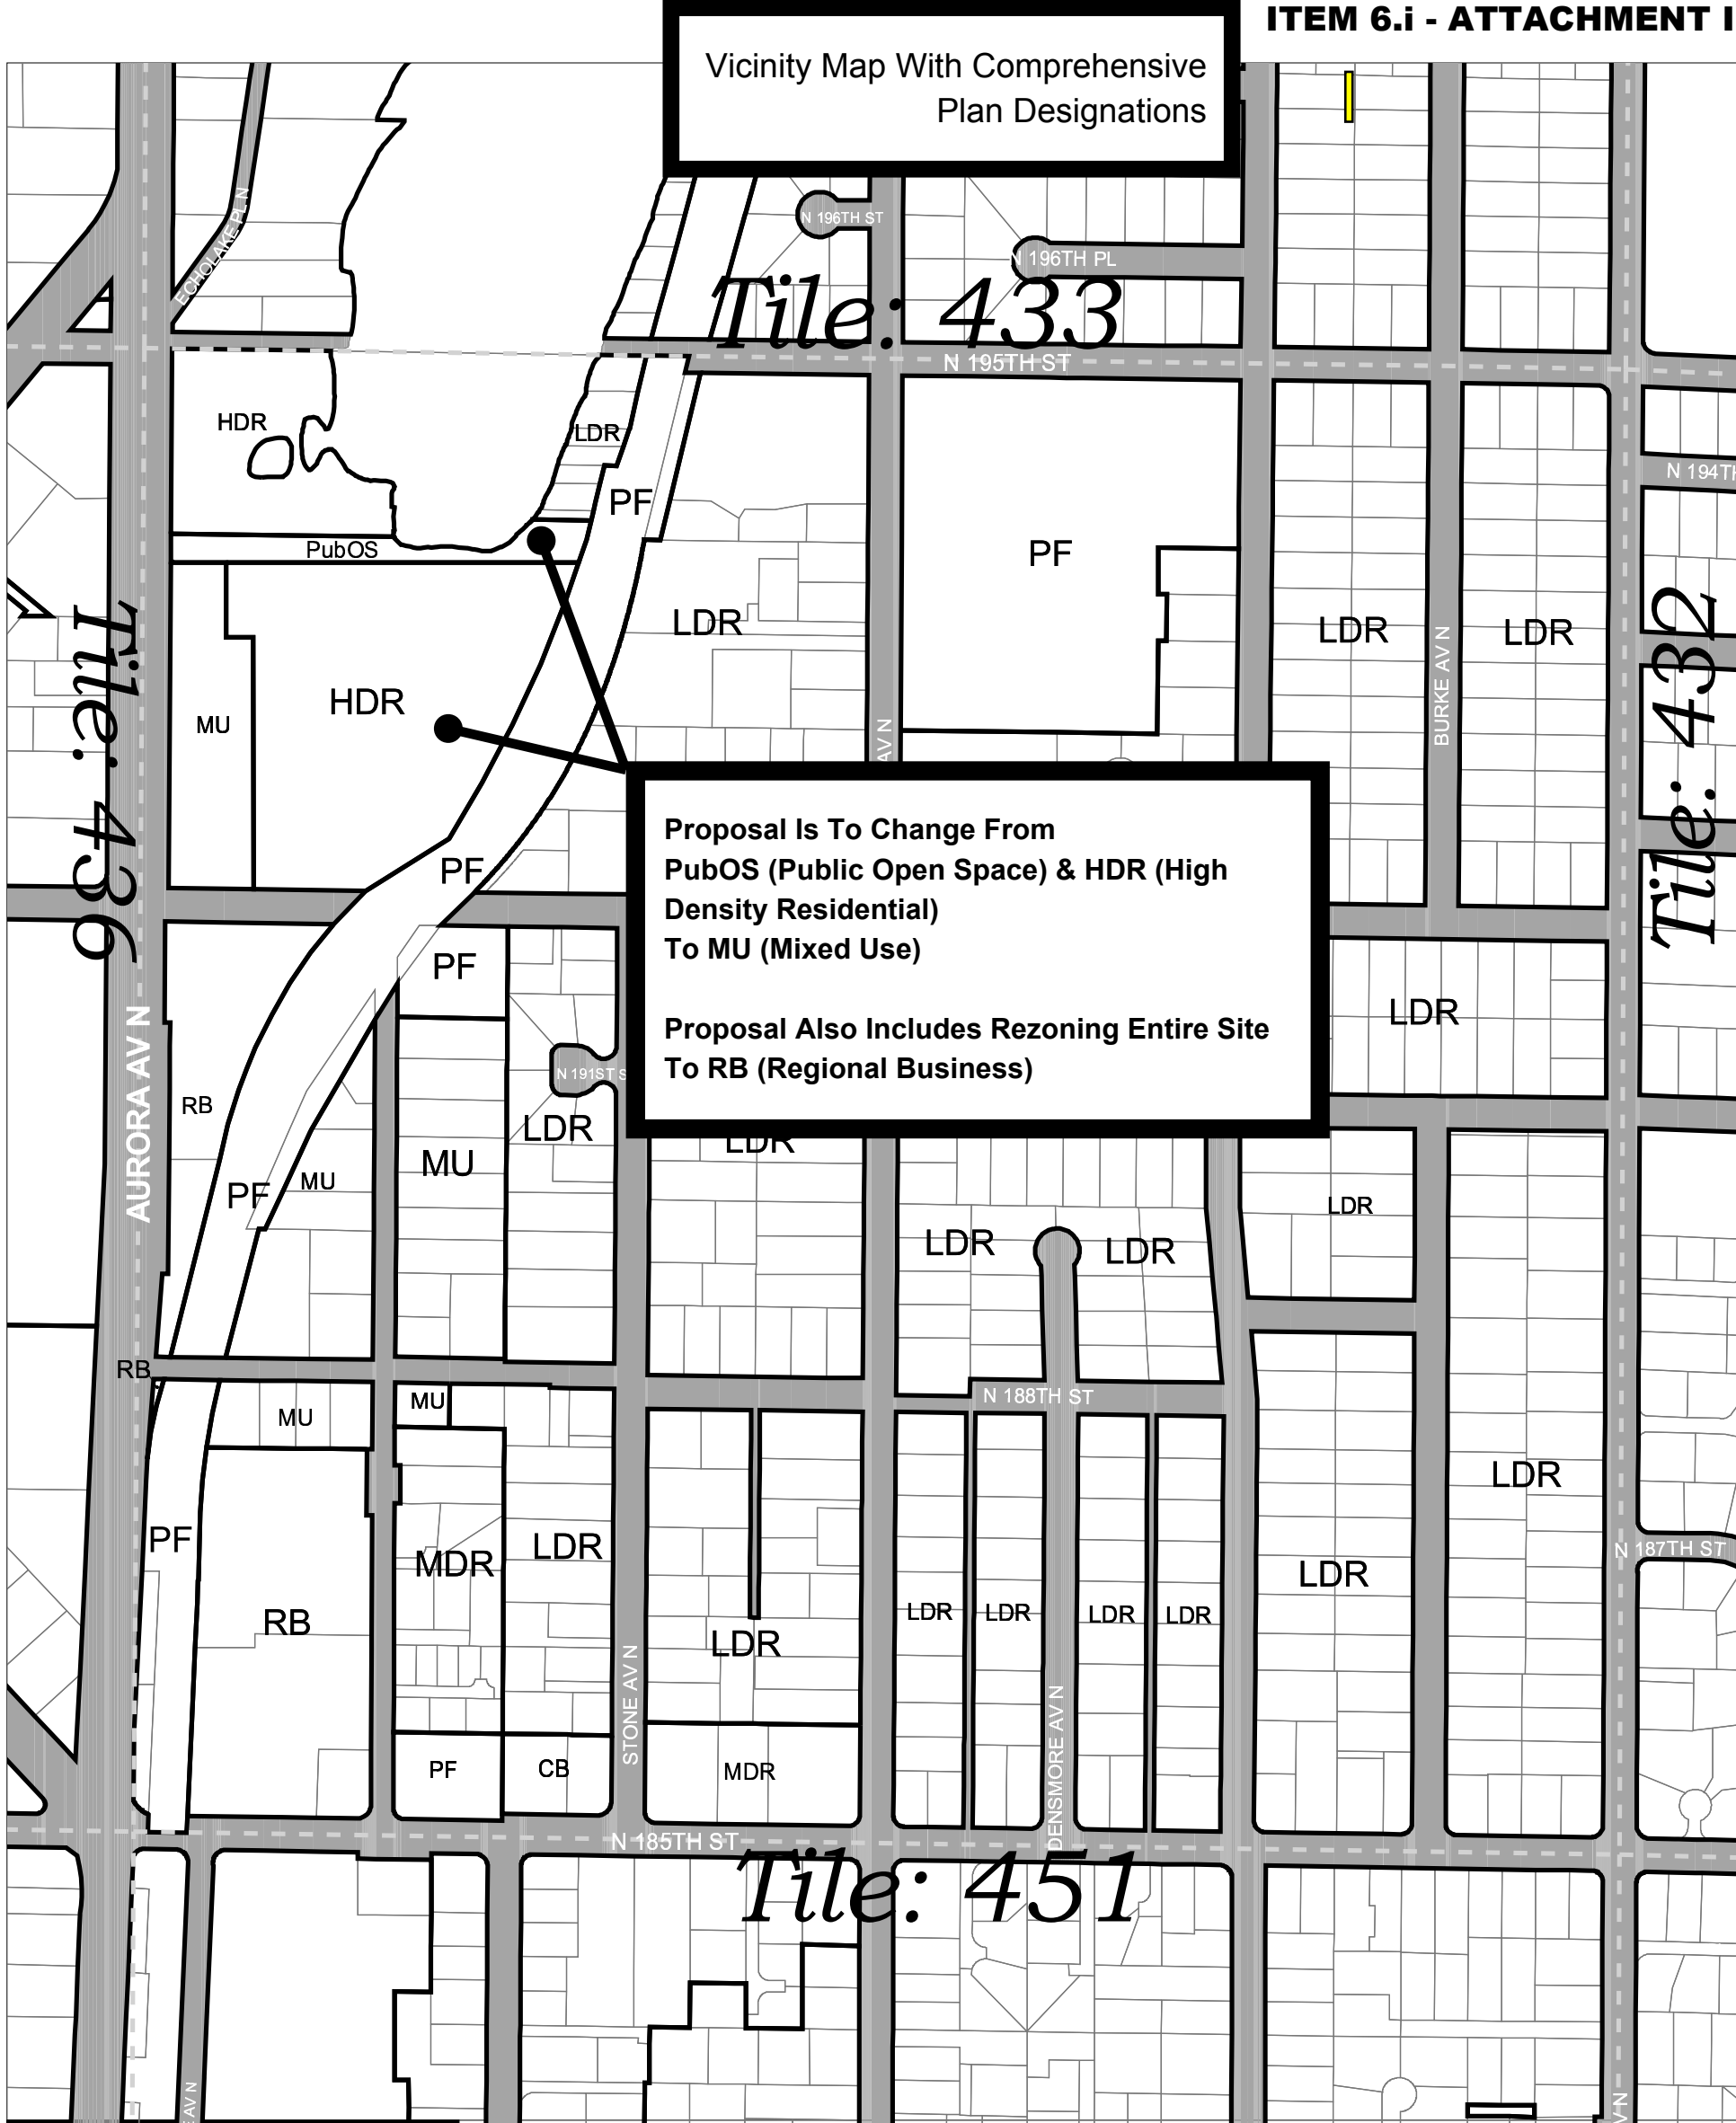 ITEM 6.i - ATTACHMENT I
Vicinity Map With Comprehensive
Plan Designations
ECHOLAKE PL N
N 196TH ST
N 196TH PL
Tile: 433
N 195TH ST
HDR
LDR
PF
N 194TH
PubOS
PF
LDR
LDR
LDR
Tile: 432
Tile: 436
BURKE AV N
HDR
MU
AV N
Proposal Is To Change From
PubOS (Public Open Space) & HDR (High
Density Residential)
To MU (Mixed Use)
Proposal Also Includes Rezoning Entire Site
To RB (Regional Business)
PF
PF
LDR
AURORA AV N
N 191ST S
RB
LDR
LDR
MU
MU
PF
LDR
LDR
LDR
RB
MU
MU
N 188TH ST
LDR
PF
MDR
LDR
N 187TH ST
LDR
RB
LDR
LDR
LDR
LDR
LDR
STONE AV N
DENSMORE AV N
PF
CB
MDR
N 185TH ST
Tile: 451
AV N
V N